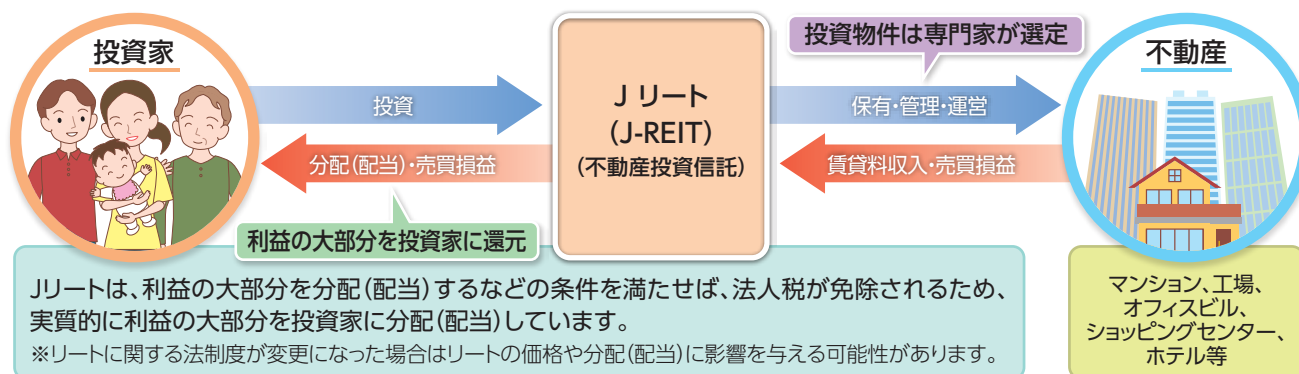 投資家
投資
分配(配当)・売買損益
利益の大部分を投資家に還元
Jリート
(J-REIT)
(不動産投資信託)
投資物件は専門家が選定
保有・管理・運営
賃貸料収入・売買損益
不動産
マンション、工場、
オフィスビル、
ショッピングセンター、
ホテル等
Jリートは、利益の大部分を分配(配当)するなどの条件を満たせば、法人税が免除されるため、
実質的に利益の大部分を投資家に分配(配当)しています。
※リートに関する法制度が変更になった場合はリートの価格や分配(配当)に影響を与える可能性があります。